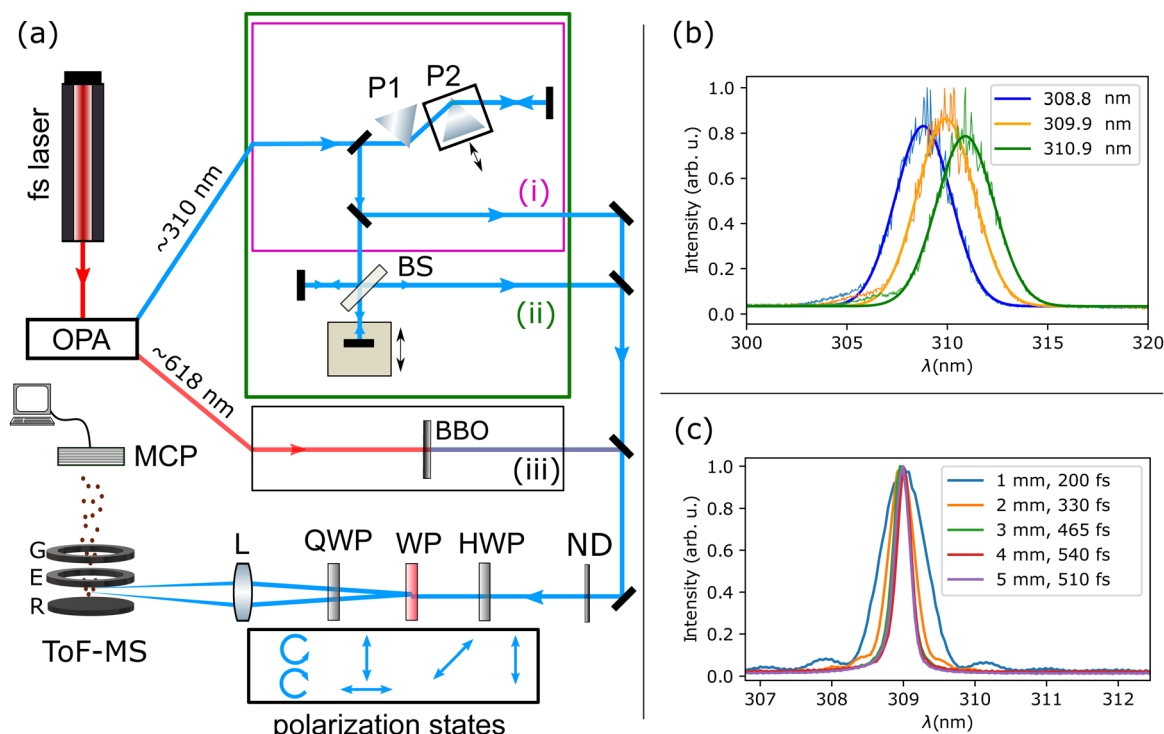 (a)
fs laser
~310 nm
P1
P2
(i)
BS
(ii)
OPA
~618 nm
BBO
(iii)
MCP
G
E
R
ToF-MS
L
QWP
WP
HWP
ND
polarization states
(b)
Intensity (arb. u.)
1.0
0.8
0.6
0.4
0.2
0.0
300
305
310
315
320
λ(nm)
308.8 nm
309.9 nm
310.9 nm
(c)
Intensity (arb. u.)
1.0
0.8
0.6
0.4
0.2
0.0
307
308
309
310
311
312
λ(nm)
1 mm, 200 fs
2 mm, 330 fs
3 mm, 465 fs
4 mm, 540 fs
5 mm, 510 fs